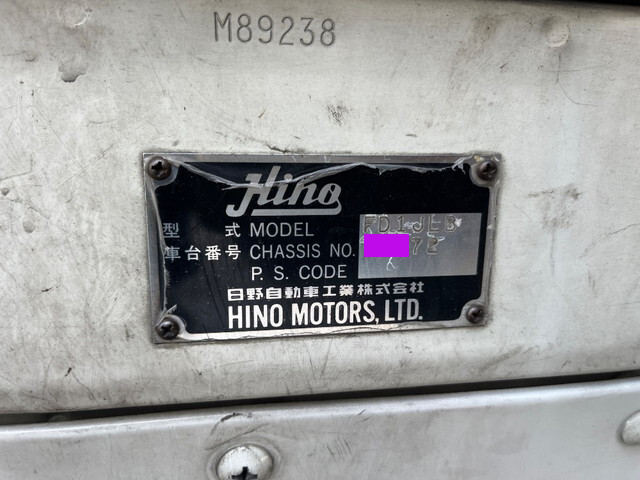 M89238
Hino
型 式 MODEL FD1JEB
車台番号 CHASSIS NO.
P. S. CODE
日野自動車工業株式会社
HINO MOTORS, LTD.